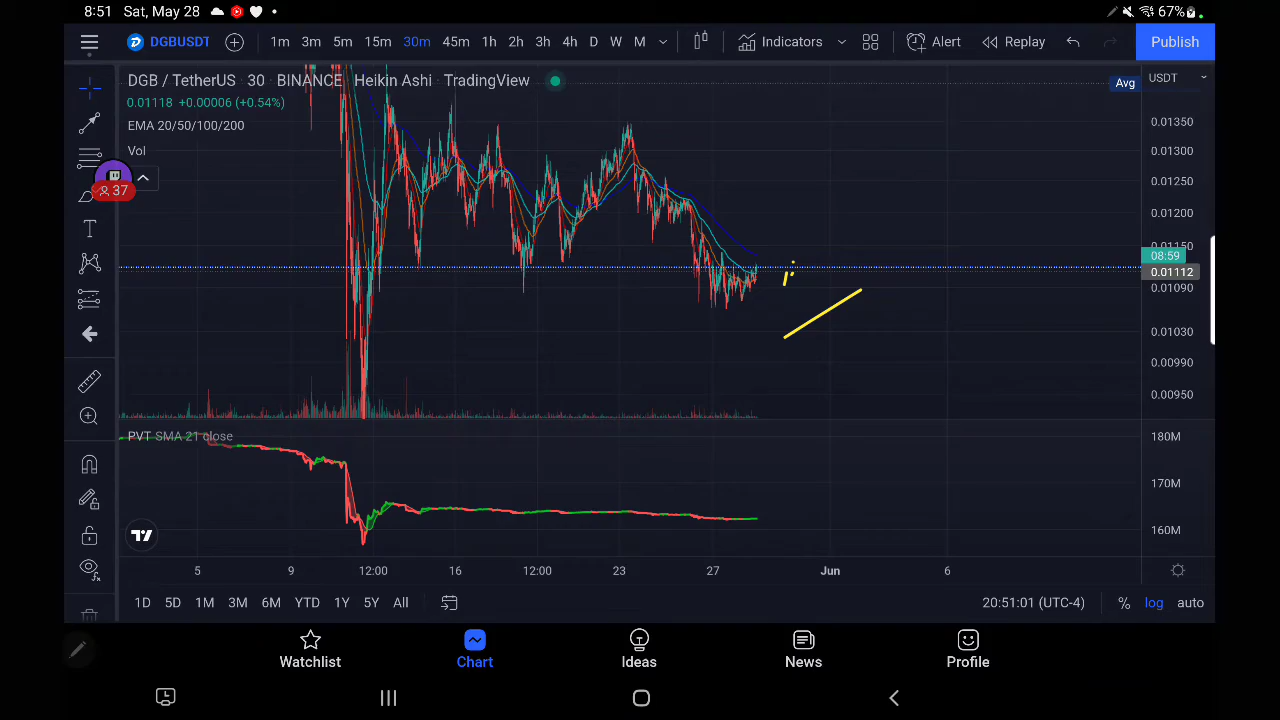 8:51 Sat, May 28 67%
DGBUSDT 1m 3m 5m 15m 30m 45m 1h 2h 3h 4h D W M Indicators Alert Replay Publish
DGB / TetherUS 30 BINANCE Heikin Ashi TradingView Avg USDT
0.01118 +0.00006 (+0.54%)
EMA 20/50/100/200 0.01350
Vol 0.01300
37 0.01250
0.01200
0.01150
08:59
0.01112
0.01090
0.01030
0.00990
0.00950
PVT SMA 21 close 180M
170M
160M
5 9 12:00 16 12:00 23 27 Jun 6
1D 5D 1M 3M 6M YTD 1Y 5Y All 20:51:01 (UTC-4) % log auto
Watchlist Chart Ideas News Profile